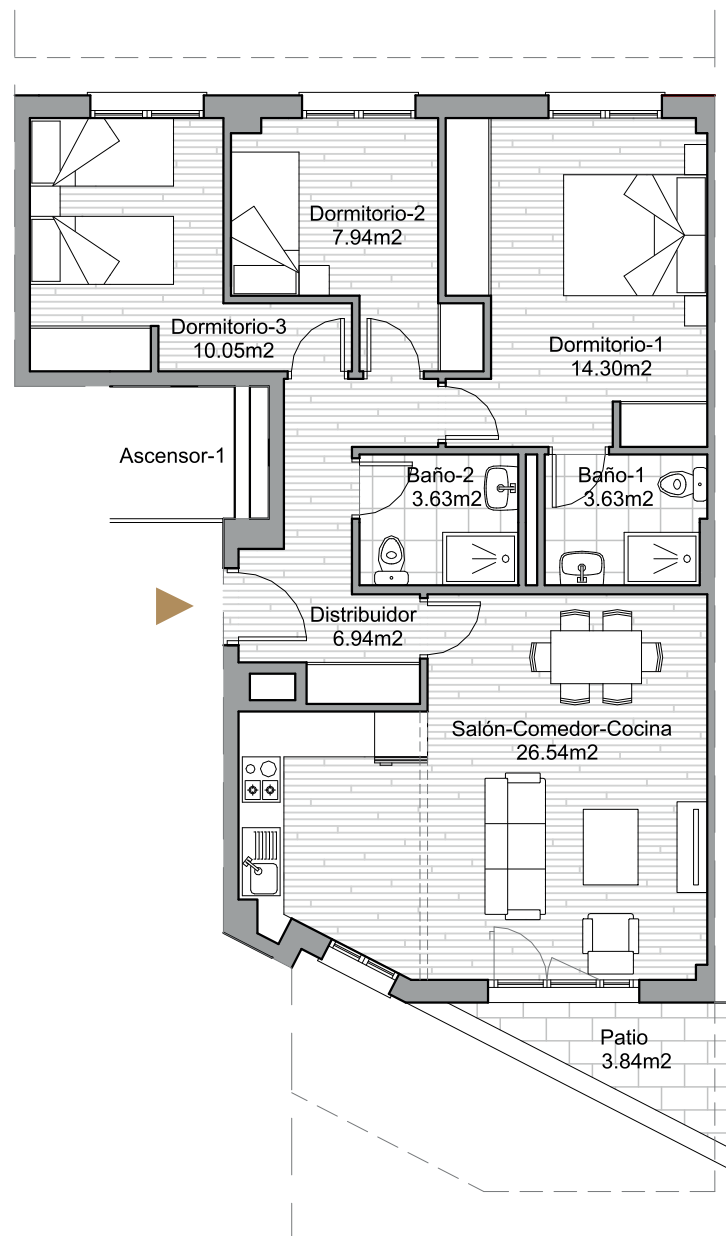 Dormitorio-2
7.94m2
Dormitorio-3
10.05m2
Dormitorio-1
14.30m2
Ascensor-1
Baño-2
3.63m2
Baño-1
3.63m2
Distribuidor
6.94m2
Salón-Comedor-Cocina
26.54m2
Patio
3.84m2